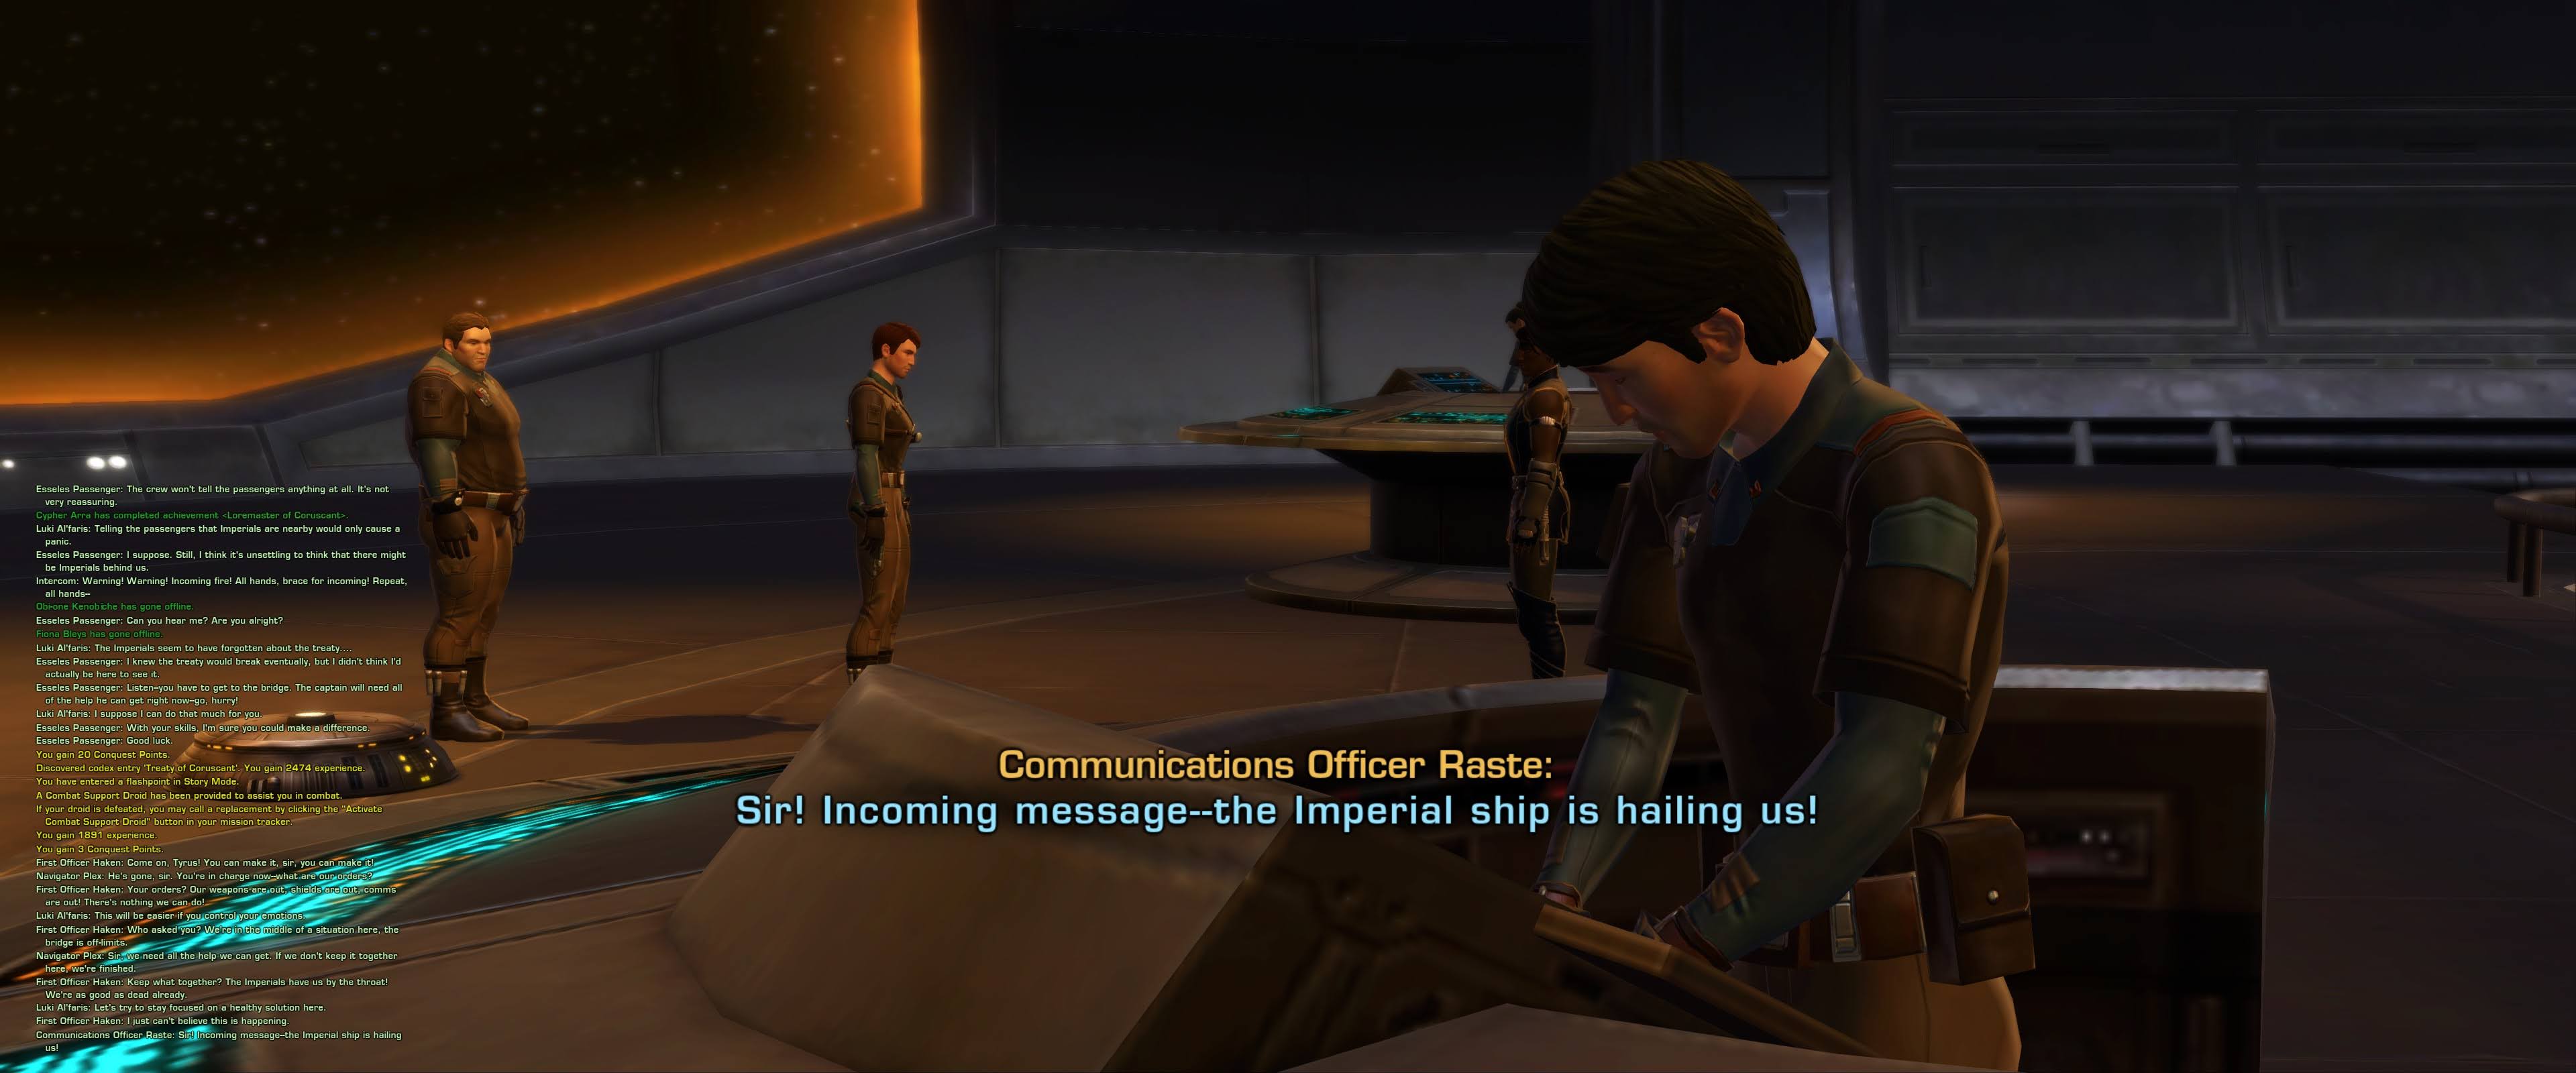 Esseles Passenger: The crew won't tell the passengers anything at all. It's not
very reassuring.
Cypher Arra has completed achievement <Loremaster of Coruscant>.
Luki Al'faris: Telling the passengers that Imperials are nearby would only cause a
panic.
Esseles Passenger: I suppose. Still, I think it's unsettling to think that there might
be Imperials behind us.
Intercom: Warning! Warning! Incoming fire! All hands, brace for incoming! Repeat,
all hands--
Obi-one Kenobiche has gone offline.
Esseles Passenger: Can you hear me? Are you alright?
Fiona Bleys has gone offline.
Luki Al'faris: The Imperials seem to have forgotten about the treaty....
Esseles Passenger: I knew the treaty would break eventually, but I didn't think I'd
actually be here to see it.
Esseles Passenger: Listen--you have to get to the bridge. The captain will need all
of the help he can get right now--go, hurry!
Luki Al'faris: I suppose I can do that much for you.
Esseles Passenger: With your skills, I'm sure you could make a difference.
Esseles Passenger: Good luck.
You gain 20 Conquest Points.
Discovered codex entry 'Treaty of Coruscant'. You gain 2474 experience.
You have entered a flashpoint in Story Mode.
A Combat Support Droid has been provided to assist you in combat.
If your droid is defeated, you may call a replacement by clicking the "Activate
Combat Support Droid" button in your mission tracker.
You gain 1891 experience.
You gain 3 Conquest Points.
First Officer Haken: Come on, Tyrus! You can make it, sir, you can make it!
Navigator Plex: He's gone, sir. You're in charge now--what are our orders?
First Officer Haken: Your orders? Our weapons are out, shields are out, comms
are out! There's nothing we can do!
Luki Al'faris: This will be easier if you control your emotions.
First Officer Haken: Who asked you? We're in the middle of a situation here, the
bridge is off-limits.
Navigator Plex: Sir, we need all the help we can get. If we don't keep it together
here, we're finished.
First Officer Haken: Keep what together? The Imperials have us by the throat!
We're as good as dead already.
Luki Al'faris: Let's try to stay focused on a healthy solution here.
First Officer Haken: I just can't believe this is happening.
Communications Officer Raste: Sir! Incoming message--the Imperial ship is hailing
us!
Communications Officer Raste:
Sir! Incoming message--the Imperial ship is hailing us!